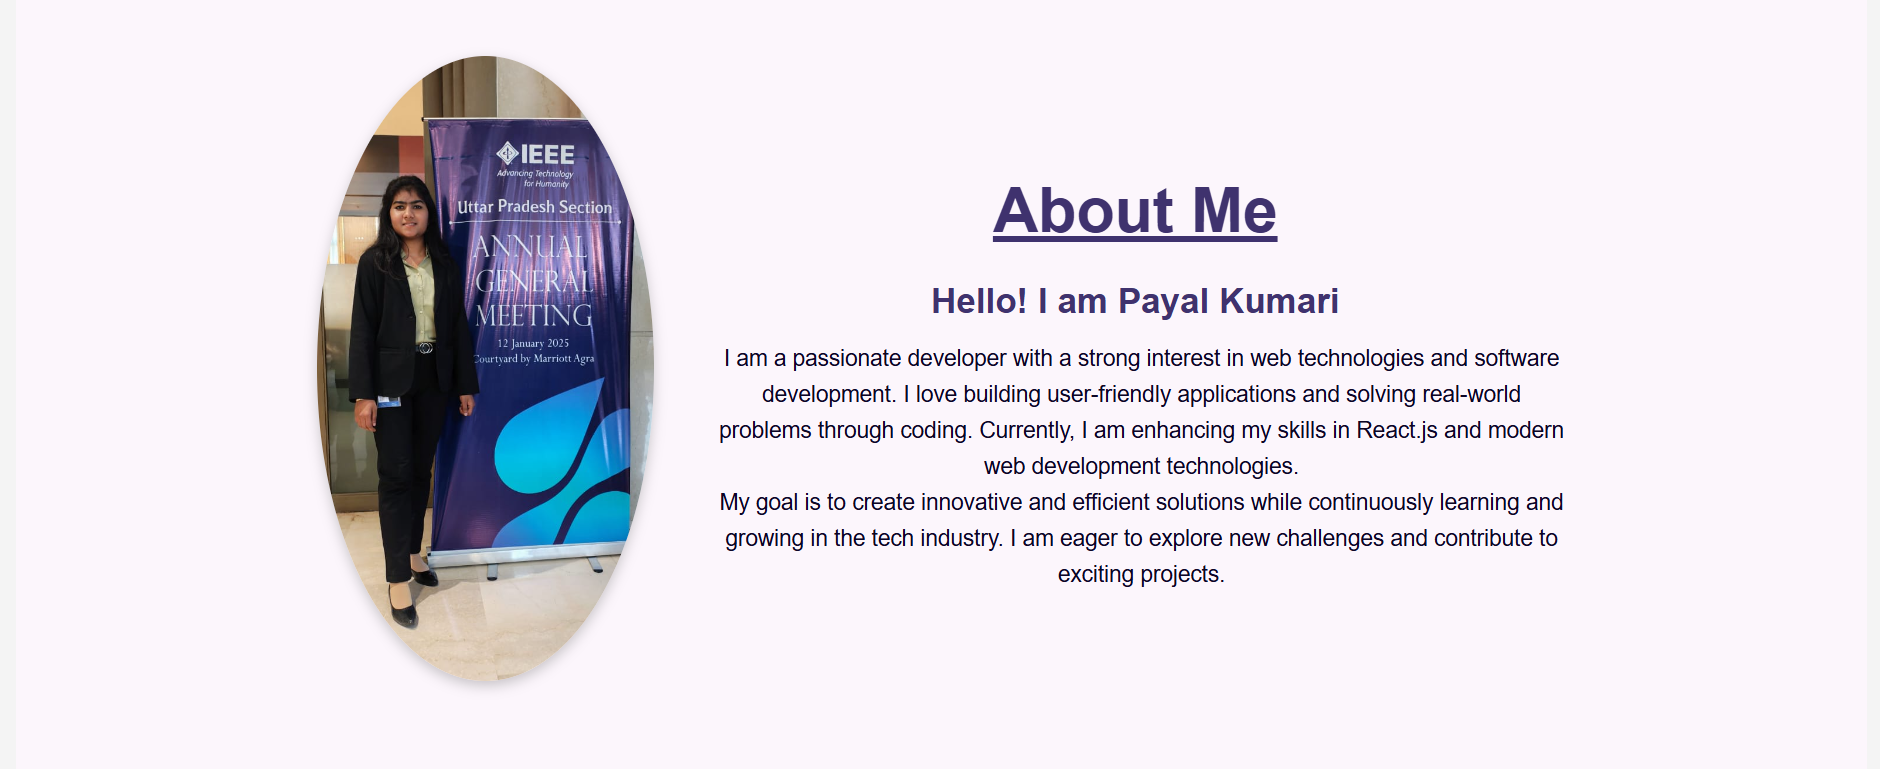 IEEE
Advancing Technology
for Humanity
Uttar Pradesh Section
ANNUAL
GENERAL
MEETING
12 January 2025
Courtyard by Marriott Agra
About Me
Hello! I am Payal Kumari
I am a passionate developer with a strong interest in web technologies and software
development. I love building user-friendly applications and solving real-world
problems through coding. Currently, I am enhancing my skills in React.js and modern
web development technologies.
My goal is to create innovative and efficient solutions while continuously learning and
growing in the tech industry. I am eager to explore new challenges and contribute to
exciting projects.